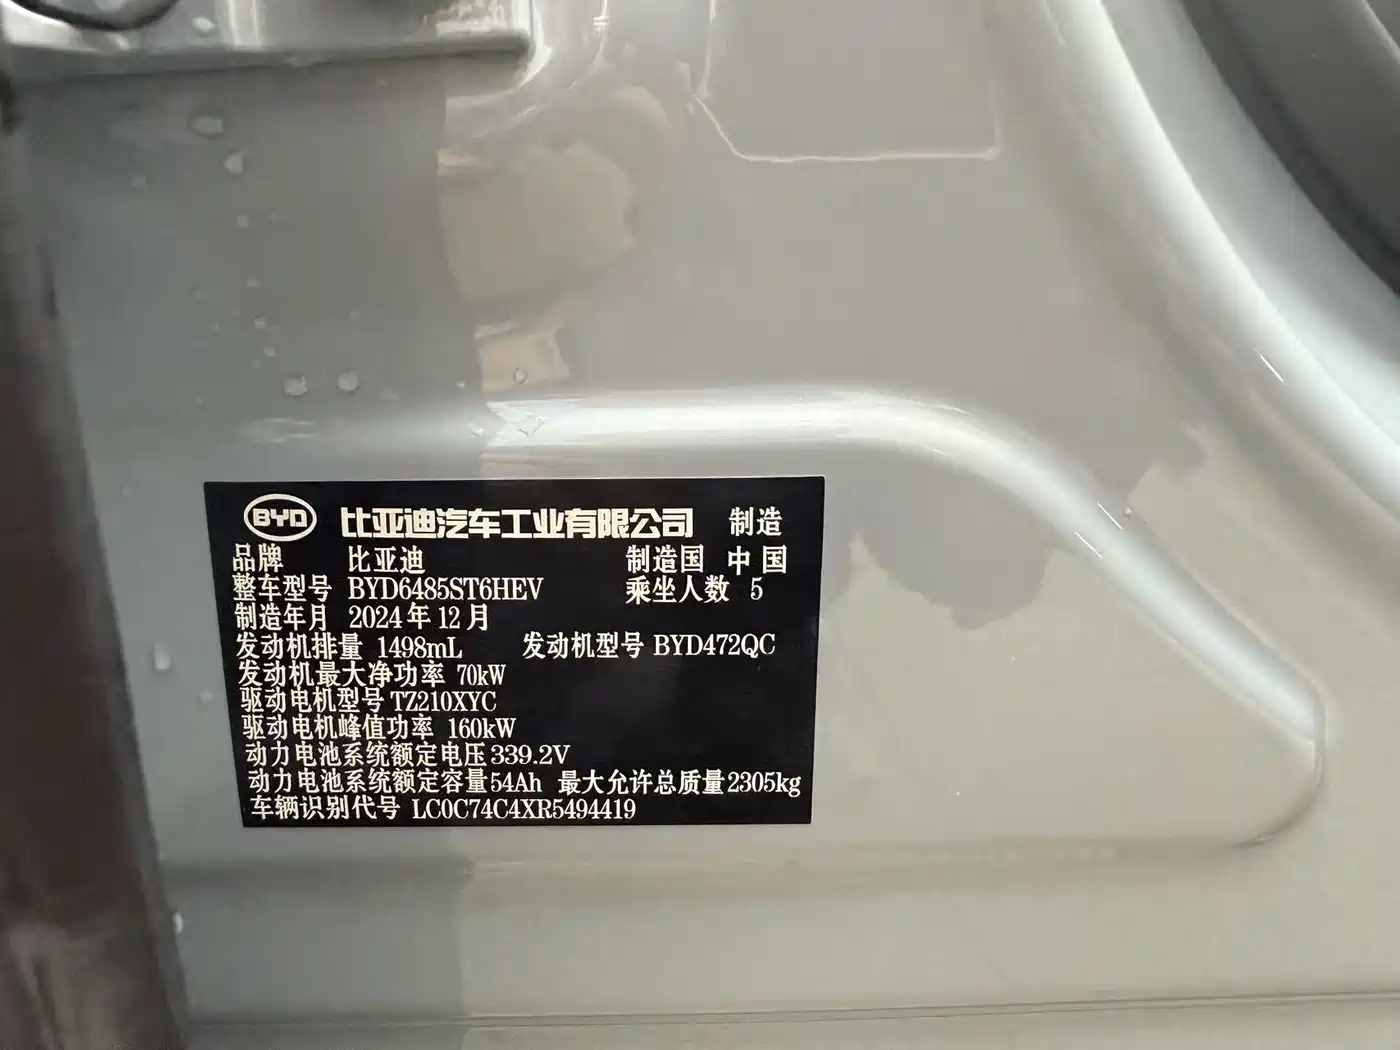 BYD 比亚迪汽车工业有限公司 制造
品牌 比亚迪 制造国 中国
整车型号 BYD6485ST6HEV 乘坐人数 5
制造年月 2024年12月
发动机排量 1498mL 发动机型号 BYD472QC
发动机最大净功率 70kW
驱动电机型号 TZ210XYC
驱动电机峰值功率 160kW
动力电池系统额定电压 339.2V
动力电池系统额定容量 54Ah 最大允许总质量 2305kg
车辆识别代号 LC0C74C4XR5494419